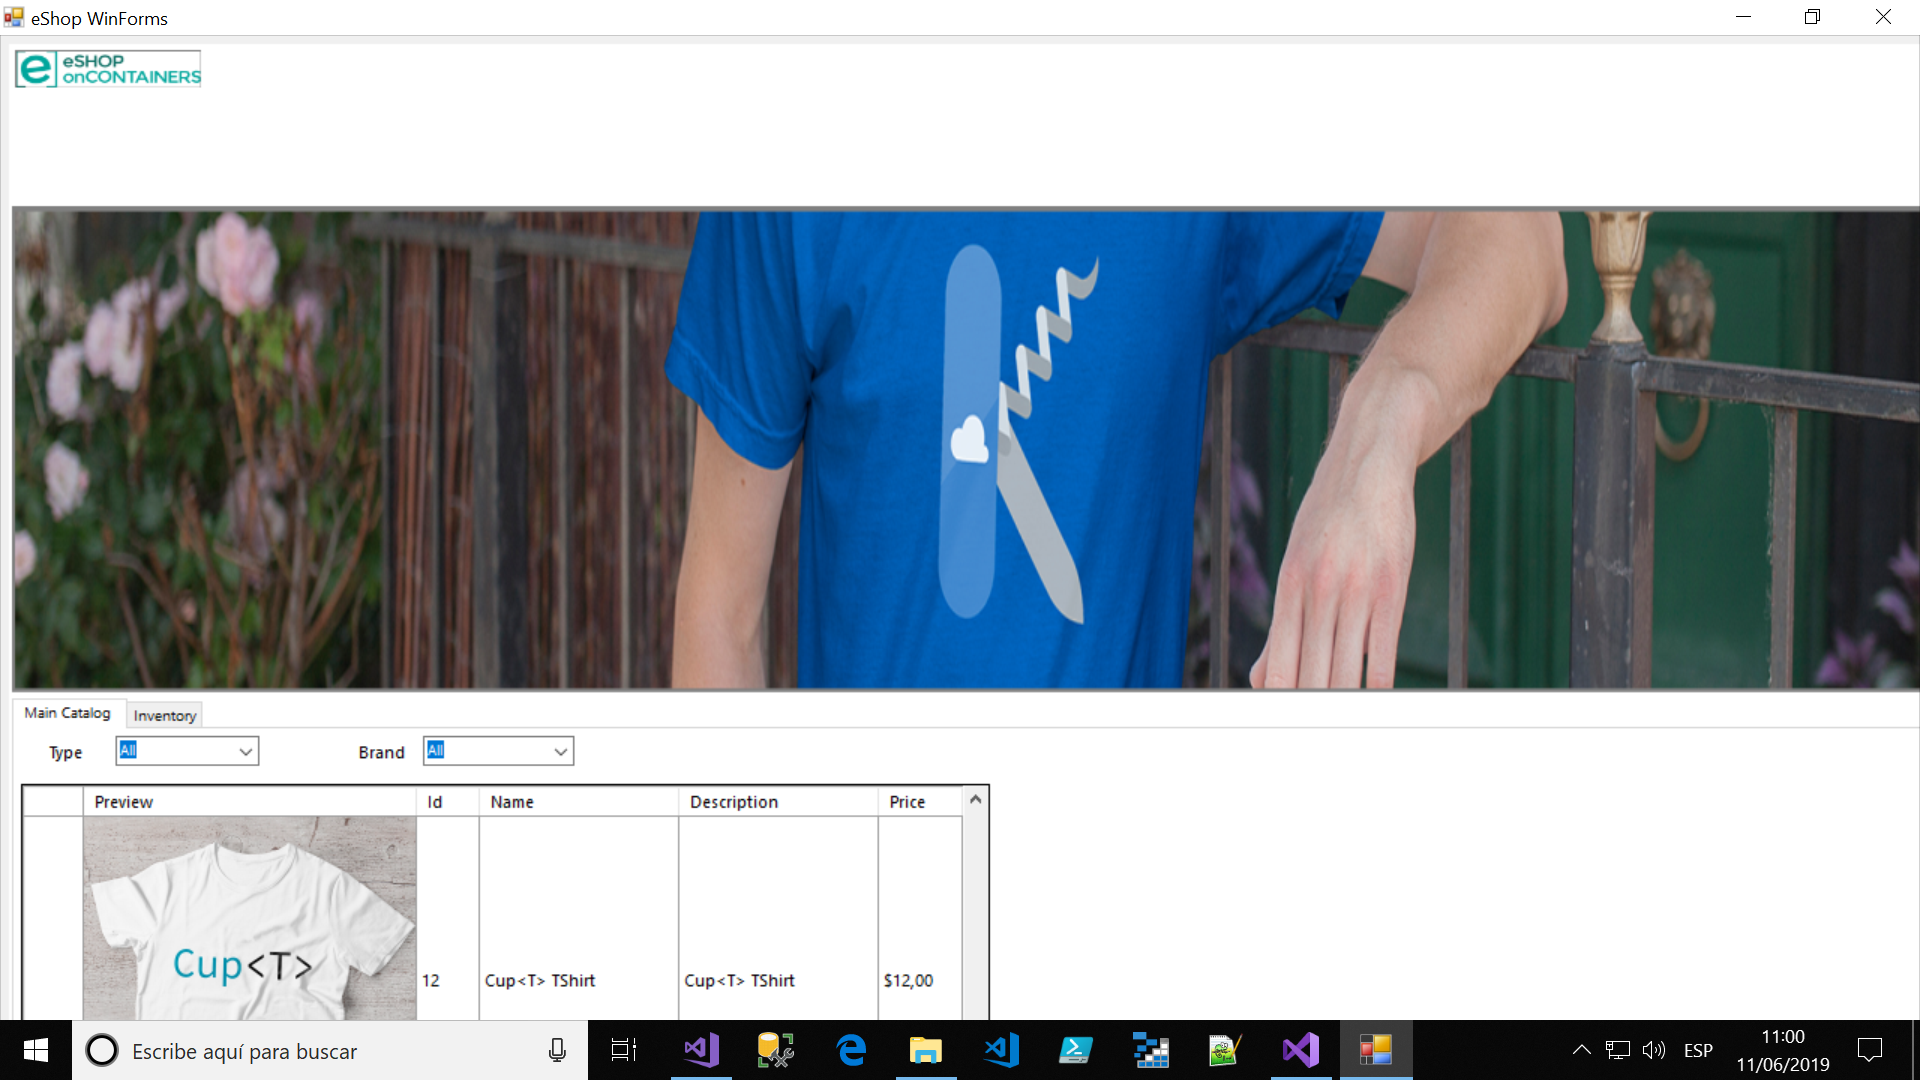 eShop WinForms
eSHOP
onCONTAINERS
Main Catalog
Inventory
Type
All
Brand
All
Preview
Id
Name
Description
Price
Cup<T>
12
Cup<T> TShirt
Cup<T> TShirt
$12,00
Escribe aquí para buscar
ESP
11:00
11/06/2019